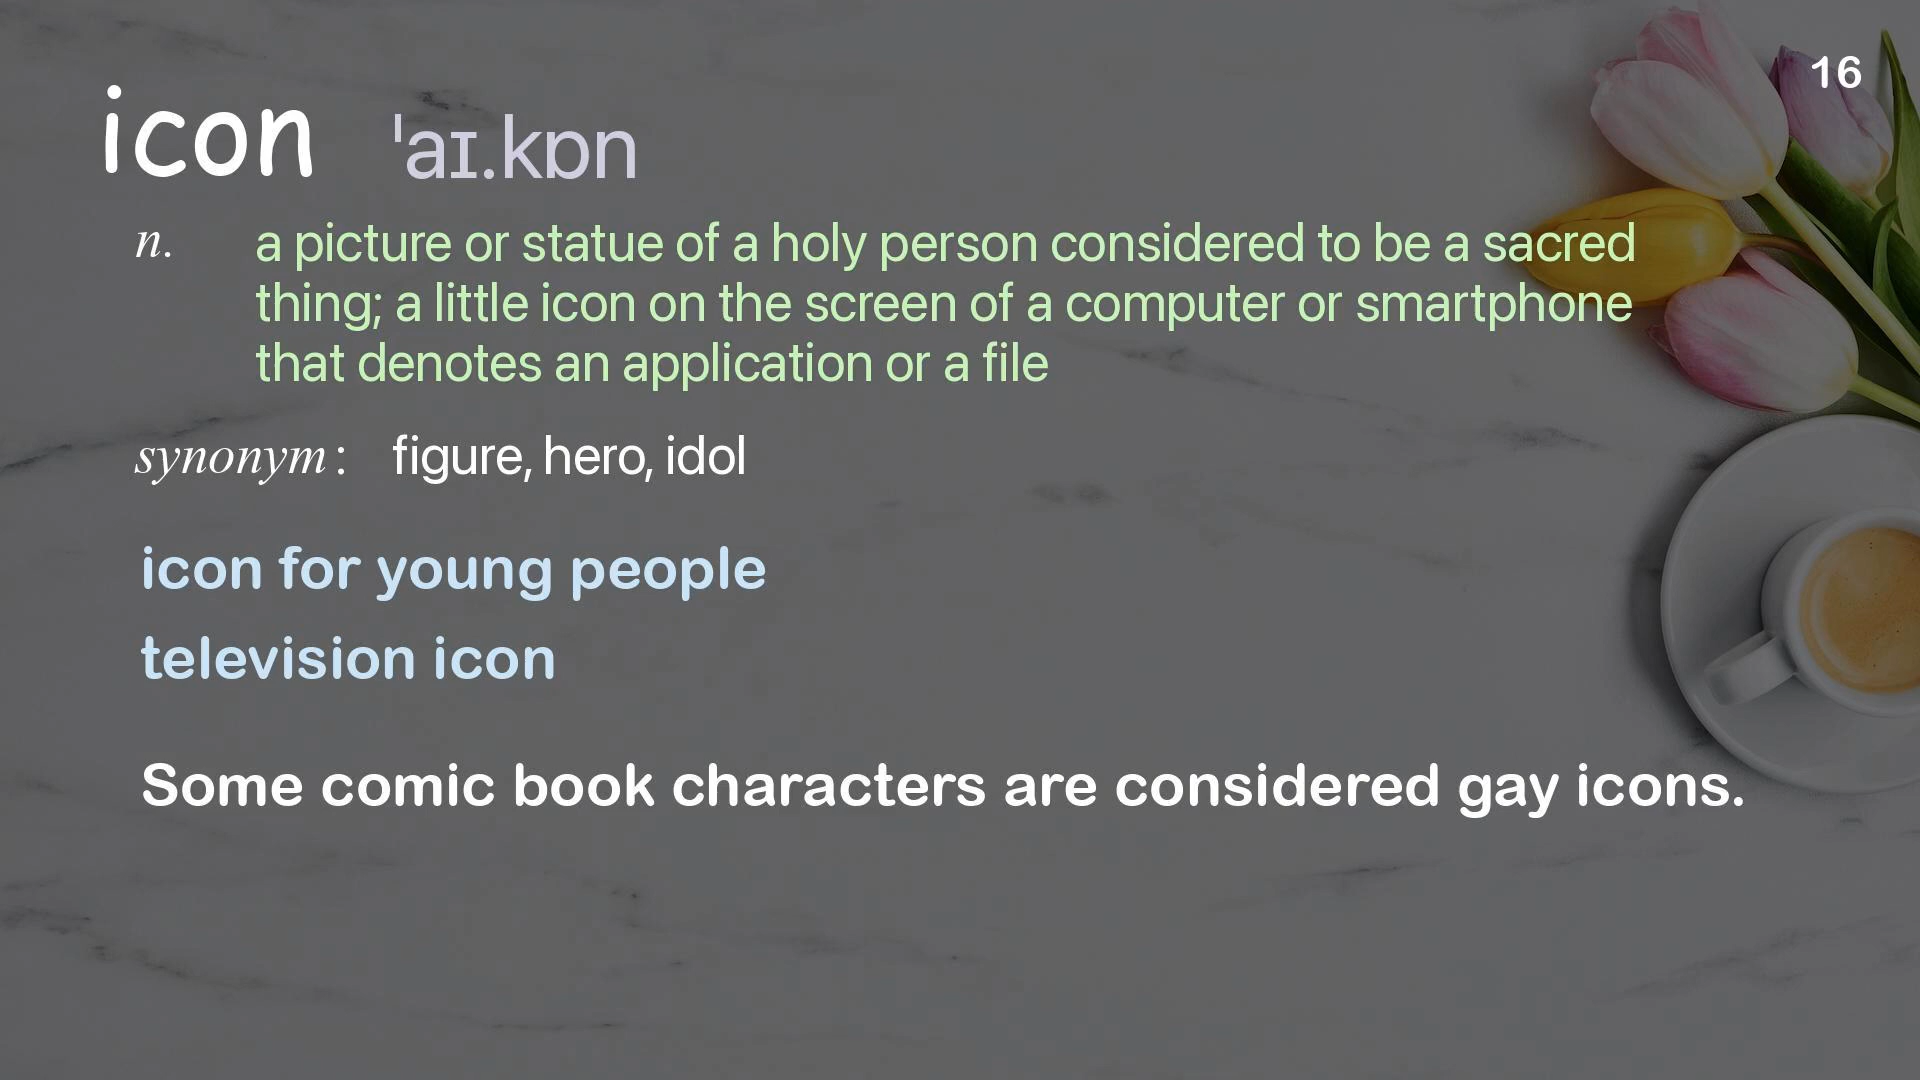 16
icon ˈaɪ.kɒn
n. a picture or statue of a holy person considered to be a sacred
thing; a little icon on the screen of a computer or smartphone
that denotes an application or a file
synonym : figure, hero, idol
icon for young people
television icon
Some comic book characters are considered gay icons.